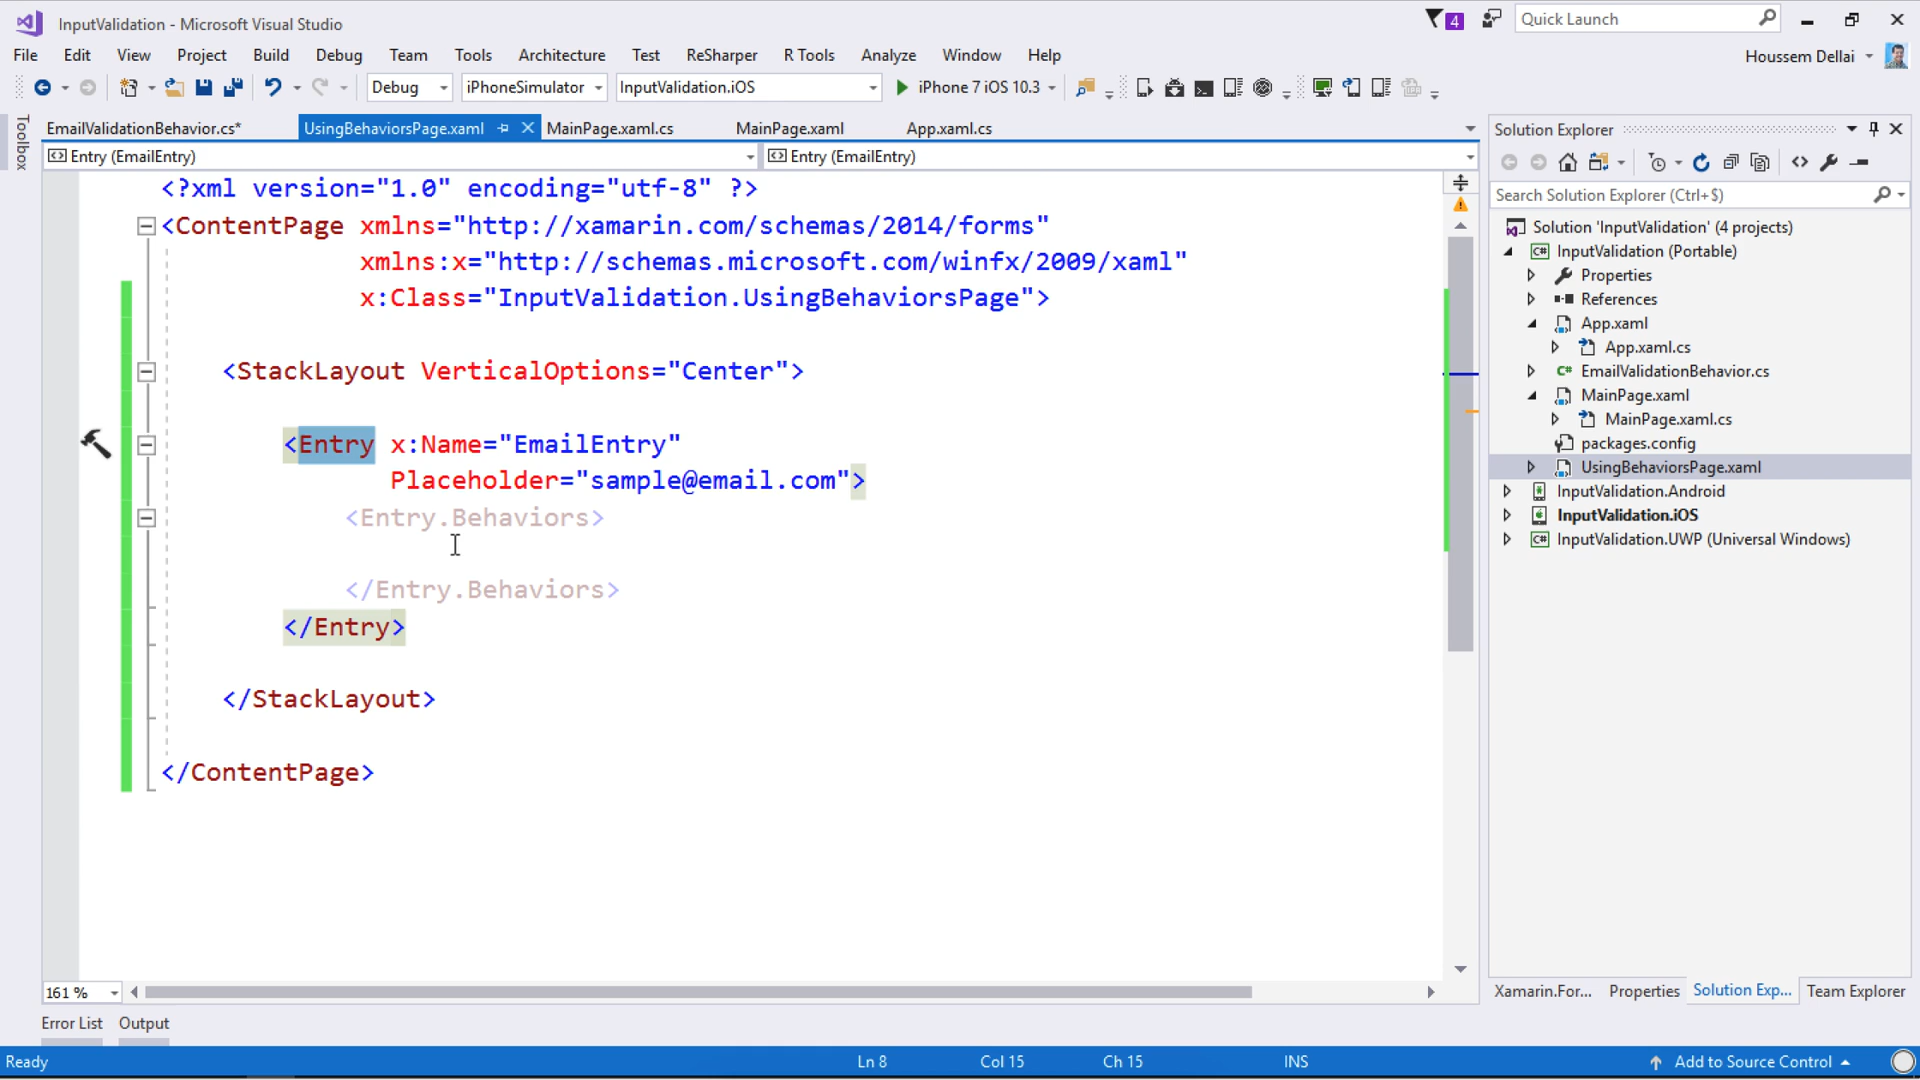 InputValidation - Microsoft Visual Studio
4
Quick Launch
File Edit View Project Build Debug Team Tools Architecture Test ReSharper R Tools Analyze Window Help
Houssem Dellai
Debug iPhoneSimulator InputValidation.iOS iPhone 7 iOS 10.3
Toolbox
EmailValidationBehavior.cs* UsingBehaviorsPage.xaml MainPage.xaml.cs MainPage.xaml App.xaml.cs
Entry (EmailEntry) Entry (EmailEntry)
<?xml version="1.0" encoding="utf-8" ?>
<ContentPage xmlns="http://xamarin.com/schemas/2014/forms"
xmlns:x="http://schemas.microsoft.com/winfx/2009/xaml"
x:Class="InputValidation.UsingBehaviorsPage">
<StackLayout VerticalOptions="Center">
<Entry x:Name="EmailEntry"
Placeholder="sample@email.com">
<Entry.Behaviors>
</Entry.Behaviors>
</Entry>
</StackLayout>
</ContentPage>
161 %
Solution Explorer
Search Solution Explorer (Ctrl+$)
Solution 'InputValidation' (4 projects)
InputValidation (Portable)
Properties
References
App.xaml
App.xaml.cs
EmailValidationBehavior.cs
MainPage.xaml
MainPage.xaml.cs
packages.config
UsingBehaviorsPage.xaml
InputValidation.Android
InputValidation.iOS
InputValidation.UWP (Universal Windows)
Xamarin.For... Properties Solution Exp... Team Explorer
Error List Output
Ready Ln 8 Col 15 Ch 15 INS Add to Source Control